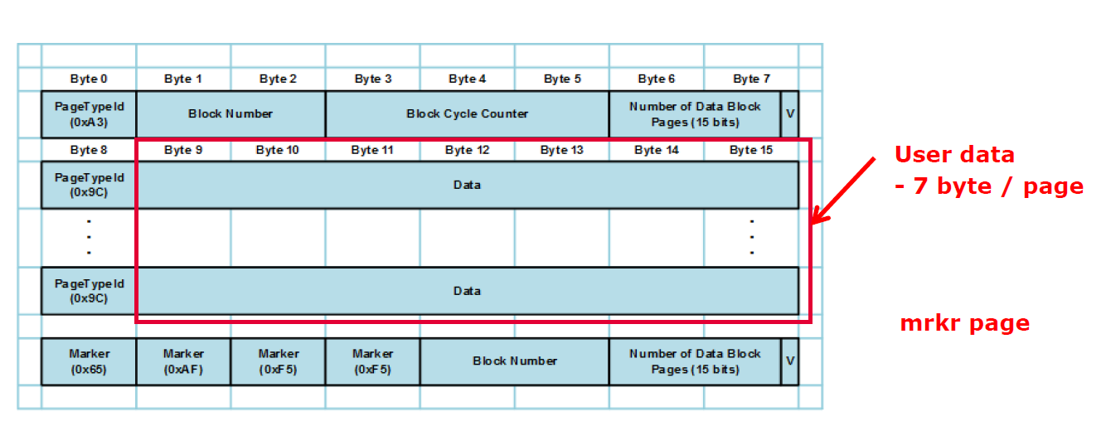 Byte 0 Byte 1 Byte 2 Byte 3 Byte 4 Byte 5 Byte 6 Byte 7
PageTypeId
(0xA3)
Block Number
Block Cycle Counter
Number of Data Block
Pages (15 bits)
V
Byte 8 Byte 9 Byte 10 Byte 11 Byte 12 Byte 13 Byte 14 Byte 15
PageTypeId
(0x9C)
Data
User data
- 7 byte / page
PageTypeId
(0x9C)
Data
mrkr page
Marker
(0x65)
Marker
(0xAF)
Marker
(0xF5)
Marker
(0xF5)
Block Number
Number of Data Block
Pages (15 bits)
V